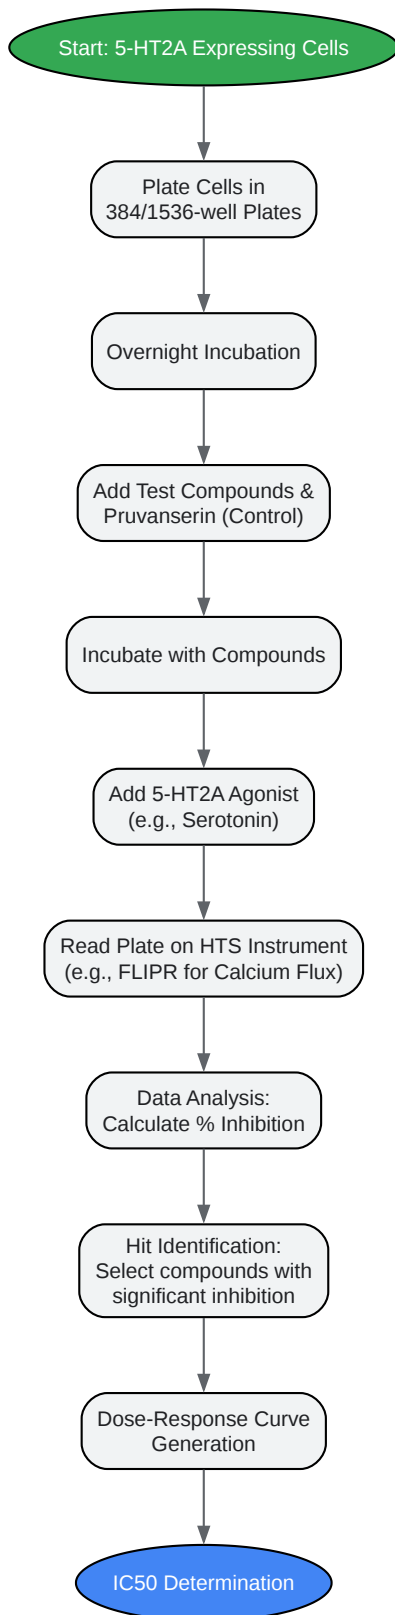 Start: 5-HT2A Expressing Cells
Plate Cells in
384/1536-well Plates
Overnight Incubation
Add Test Compounds &
Pruvanserin (Control)
Incubate with Compounds
Add 5-HT2A Agonist
(e.g., Serotonin)
Read Plate on HTS Instrument
(e.g., FLIPR for Calcium Flux)
Data Analysis:
Calculate % Inhibition
Hit Identification:
Select compounds with
significant inhibition
Dose-Response Curve
Generation
IC50 Determination